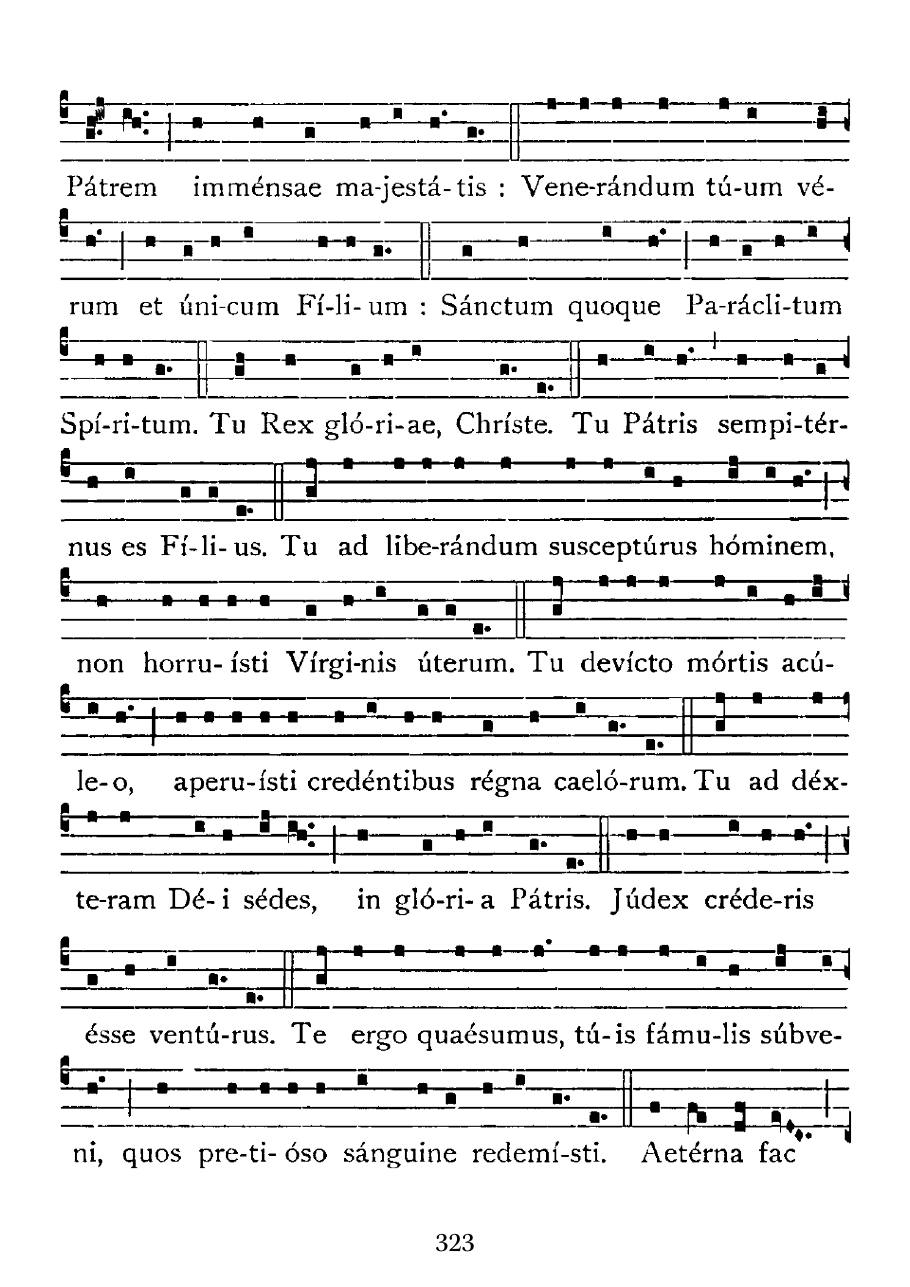 Pátrem imménsae ma-jestá-tis : Vene-rándum tú-um vé-
rum et úni-cum Fí-li-um : Sánctum quoque Pa-rácli-tum
Spí-ri-tum. Tu Rex gló-ri-ae, Chríste. Tu Pátris sempi-tér-
nus es Fí-li-us. Tu ad libe-rándum susceptúrus hóminem,
non horru-ísti Vírgi-nis úterum. Tu devícto mórtis acú-
le-o, aperu-ísti credéntibus régna caeló-rum. Tu ad déx-
te-ram Dé-i sédes, in gló-ri-a Pátris. Júdex créde-ris
ésse ventú-rus. Te ergo quaésumus, tú-is fámu-lis súbve-
ni, quos pre-ti-óso sánguine redemí-sti. Aetérna fac
323